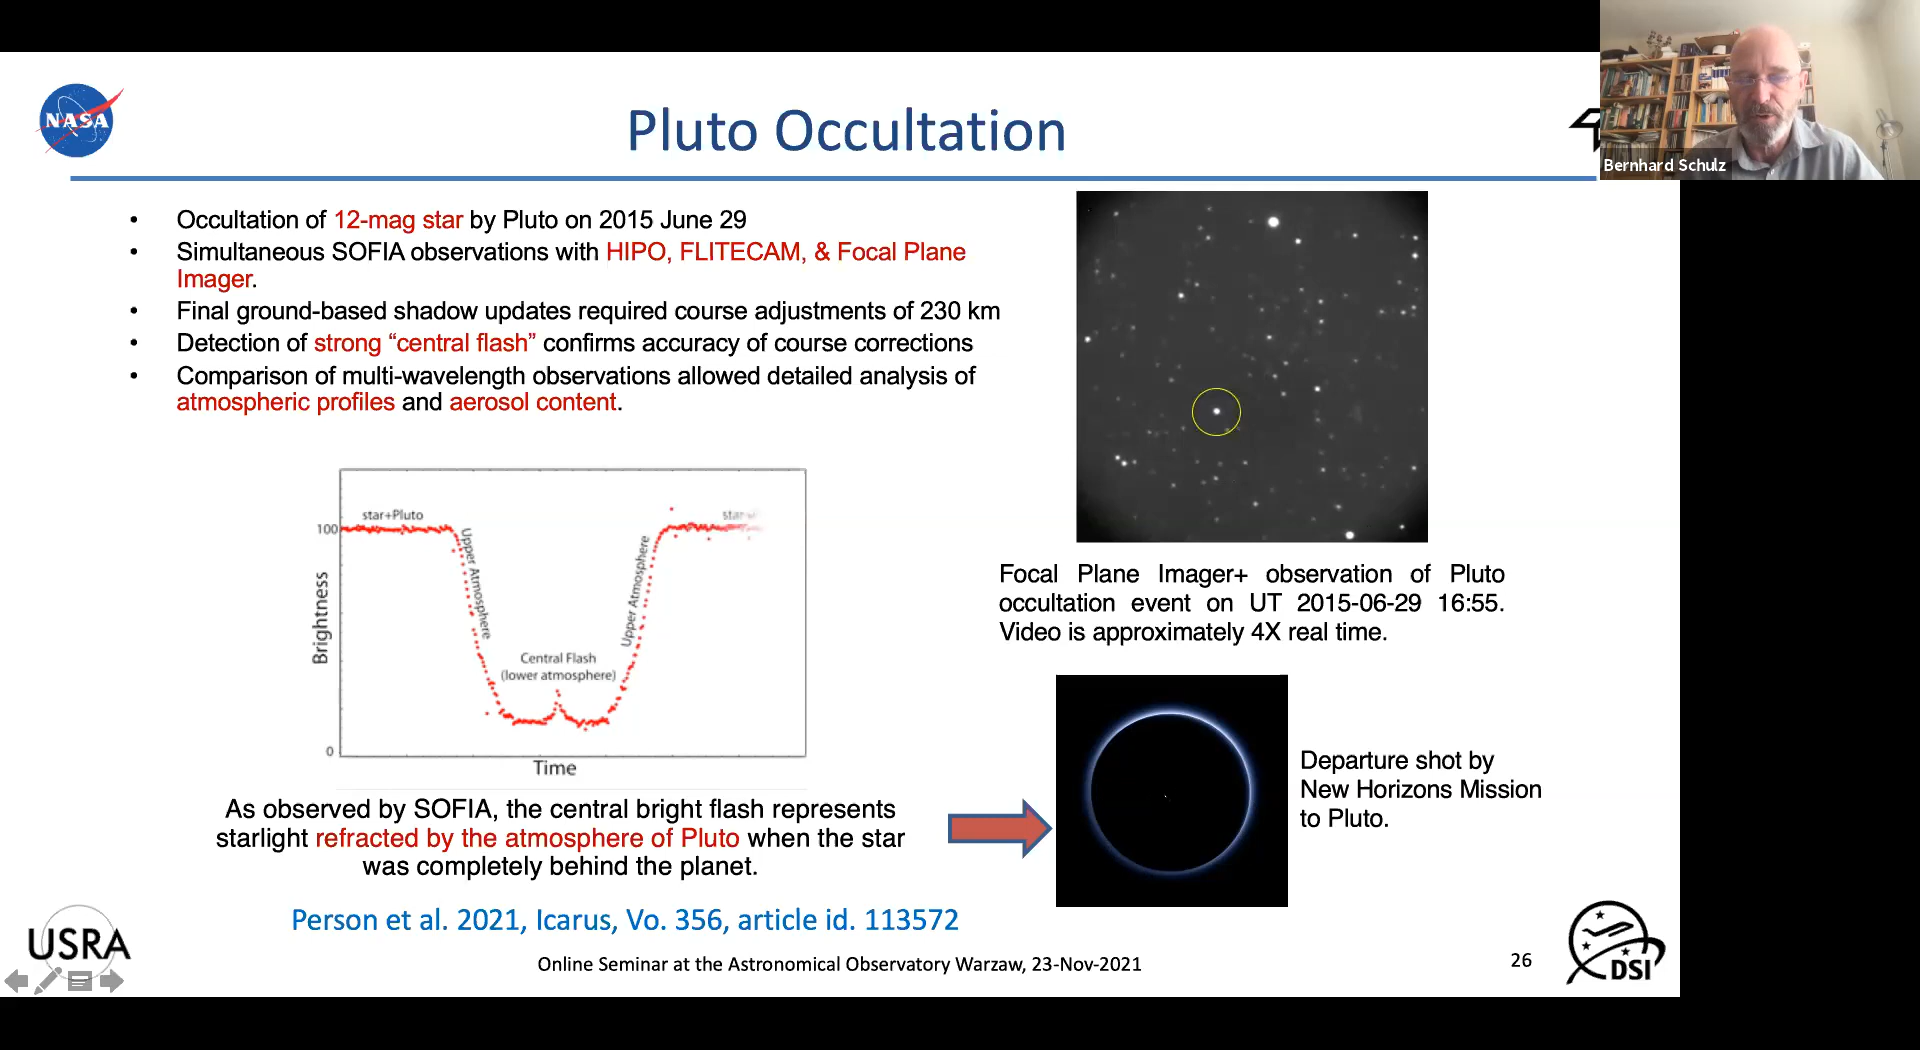 NASA
Pluto Occultation
Bernhard Schulz
• Occultation of 12-mag star by Pluto on 2015 June 29
• Simultaneous SOFIA observations with HIPO, FLITECAM, & Focal Plane
Imager.
• Final ground-based shadow updates required course adjustments of 230 km
• Detection of strong “central flash” confirms accuracy of course corrections
• Comparison of multi-wavelength observations allowed detailed analysis of
atmospheric profiles and aerosol content.
star+Pluto
100
Upper Atmosphere
Upper Atmosphere
Brightness
Central Flash
(lower atmosphere)
0
Time
Focal Plane Imager+ observation of Pluto
occultation event on UT 2015-06-29 16:55.
Video is approximately 4X real time.
As observed by SOFIA, the central bright flash represents
starlight refracted by the atmosphere of Pluto when the star
was completely behind the planet.
Departure shot by
New Horizons Mission
to Pluto.
Person et al. 2021, Icarus, Vo. 356, article id. 113572
USRA
Online Seminar at the Astronomical Observatory Warzaw, 23-Nov-2021
26
DSI